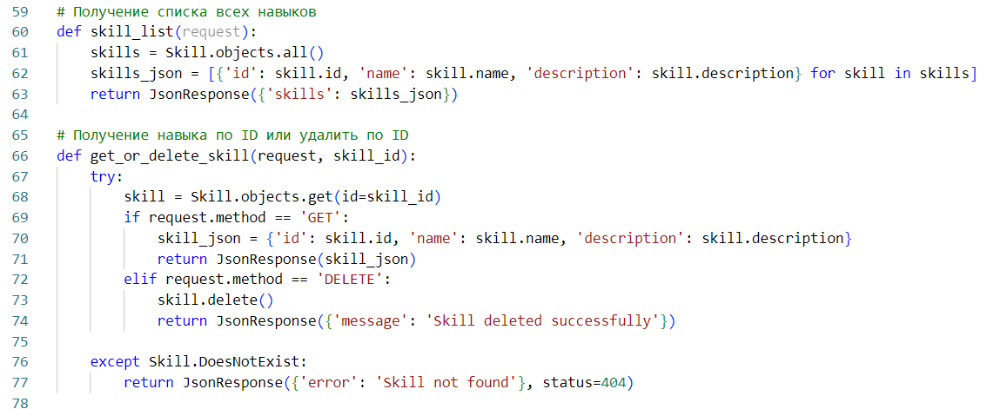 59 # Получение списка всех навыков
60 def skill_list(request):
61     skills = Skill.objects.all()
62     skills_json = [{'id': skill.id, 'name': skill.name, 'description': skill.description} for skill in skills]
63     return JsonResponse({'skills': skills_json})
64
65 # Получение навыка по ID или удалить по ID
66 def get_or_delete_skill(request, skill_id):
67     try:
68         skill = Skill.objects.get(id=skill_id)
69         if request.method == 'GET':
70             skill_json = {'id': skill.id, 'name': skill.name, 'description': skill.description}
71             return JsonResponse(skill_json)
72         elif request.method == 'DELETE':
73             skill.delete()
74             return JsonResponse({'message': 'Skill deleted successfully'})
75
76     except Skill.DoesNotExist:
77         return JsonResponse({'error': 'Skill not found'}, status=404)
78